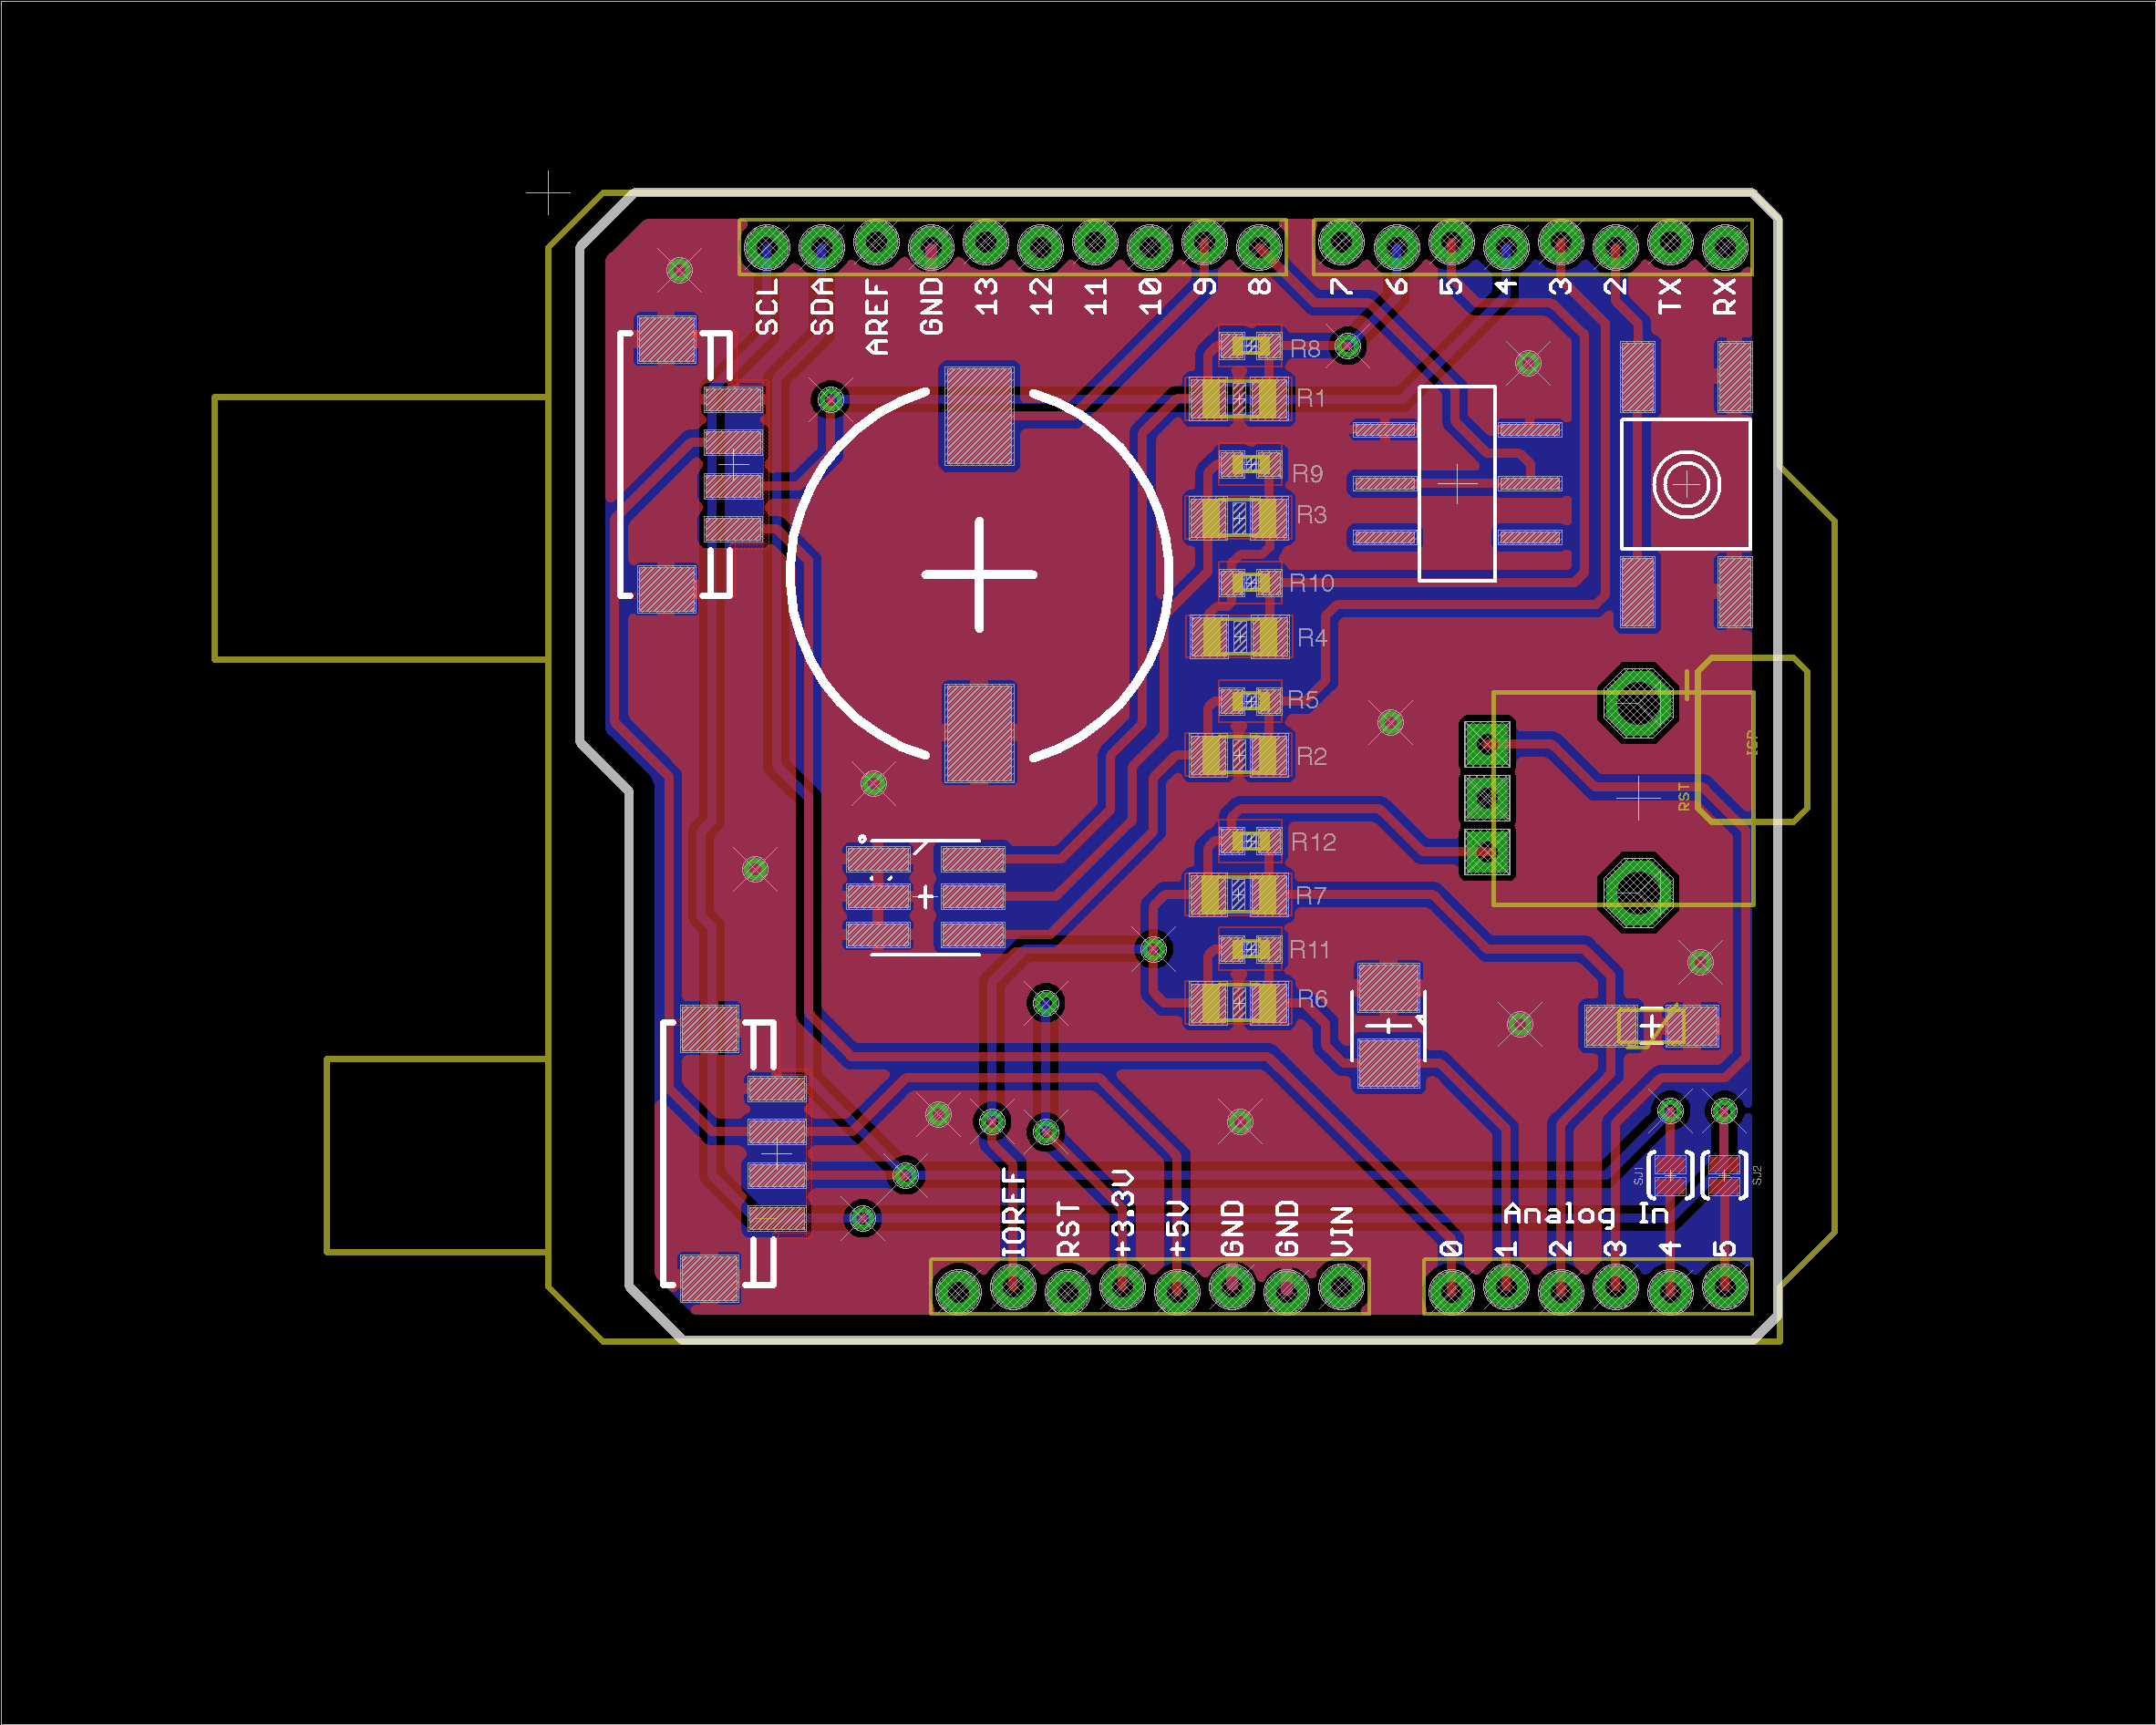 SCL
SDA
AREF
GND
13
12
11
10
9
8
7
6
5
4
3
2
TX
RX
R8
R1
R9
R3
R10
R4
R5
R2
ICP
RST
R12
R7
R11
R6
SJ1
SJ2
IOREF
RST
+3.3V
+5V
GND
GND
VIN
Analog In
0
1
2
3
4
5